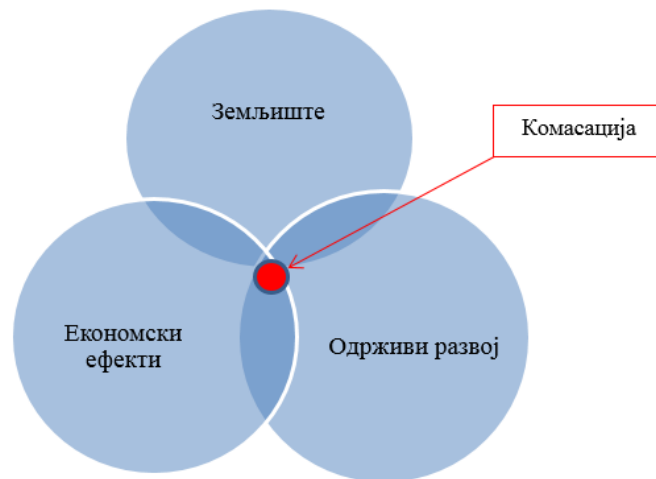 Земљиште
Комасација
Економски
ефекти
Одрживи развој